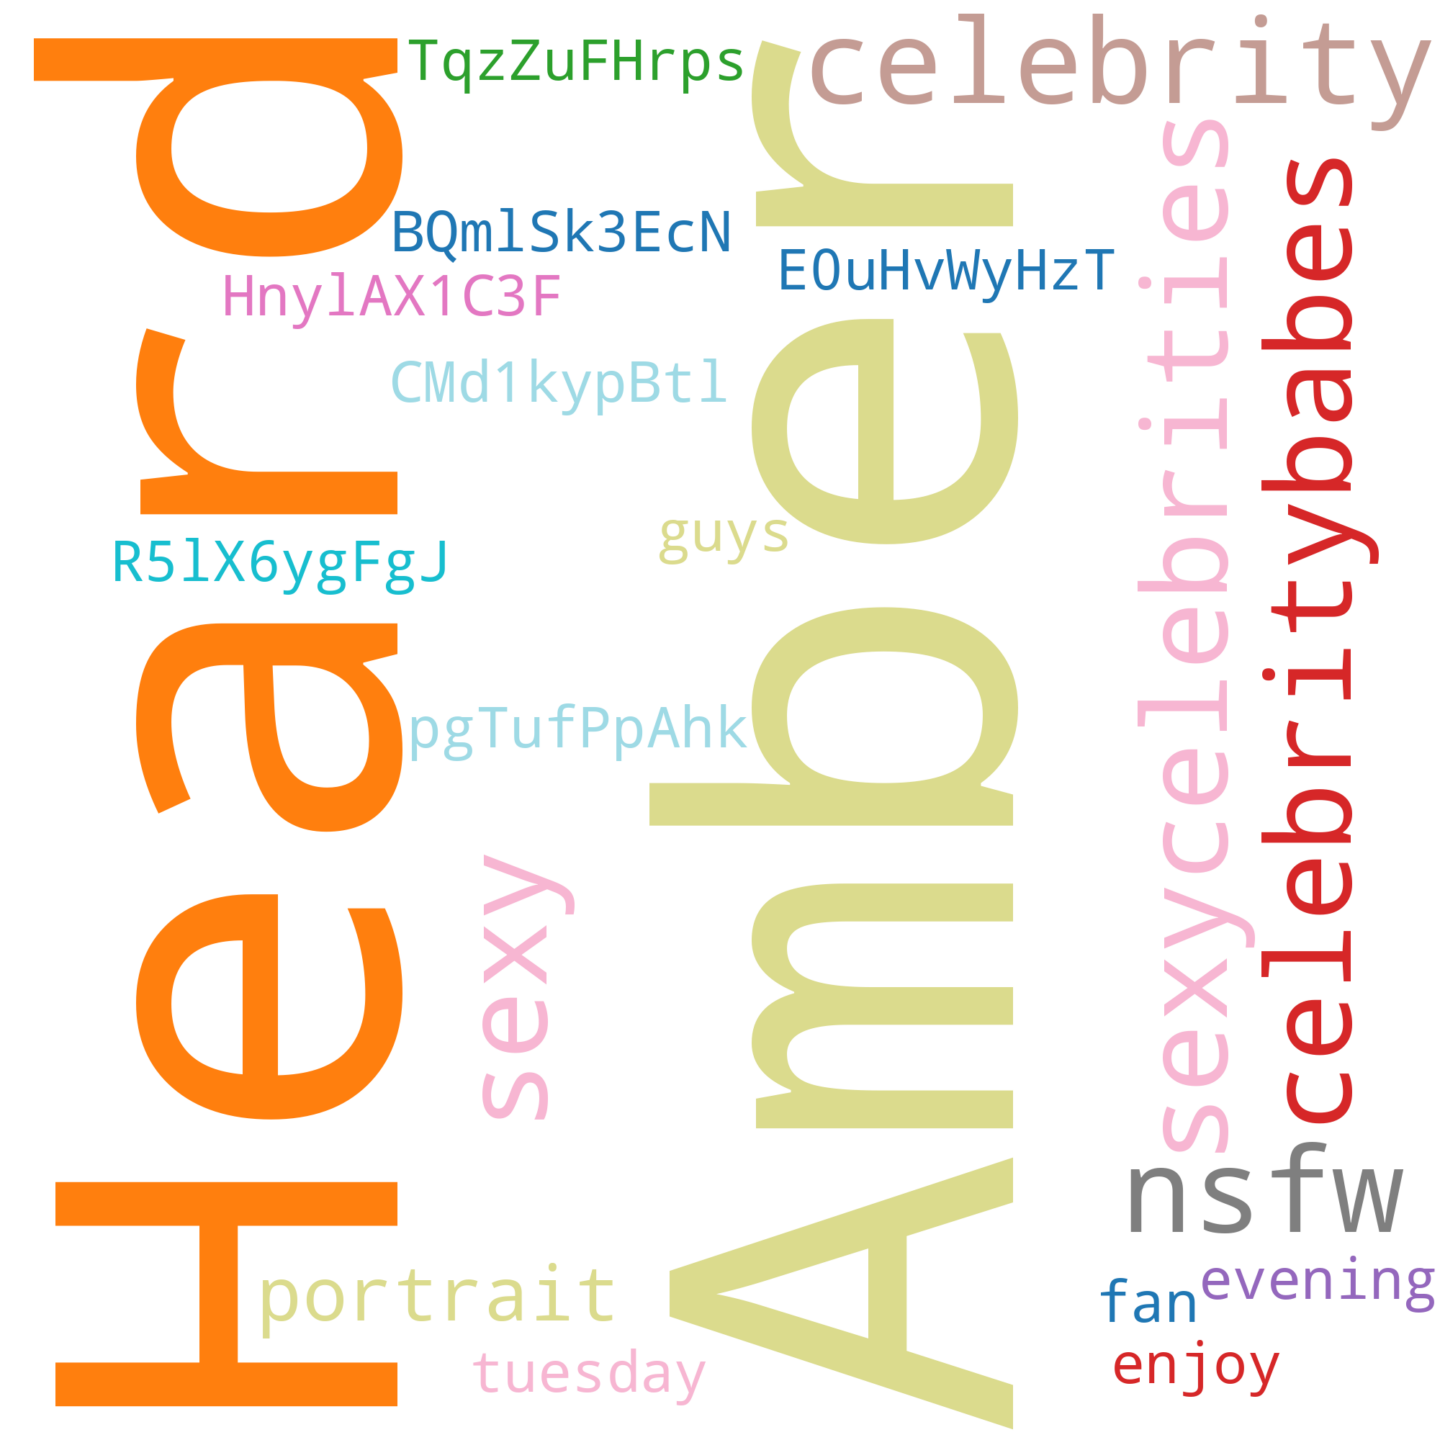 Heard
TqzZuFHrps
celebrity
BQmlSk3EcN
E0uHvWyHzT
HnylAX1C3F
CMd1kypBtl
guys
R5lX6ygFgJ
pgTufPpAhk
Amber
sexycelebrities
celebritybabes
sexy
nsfw
portrait
evening
fan
tuesday
enjoy